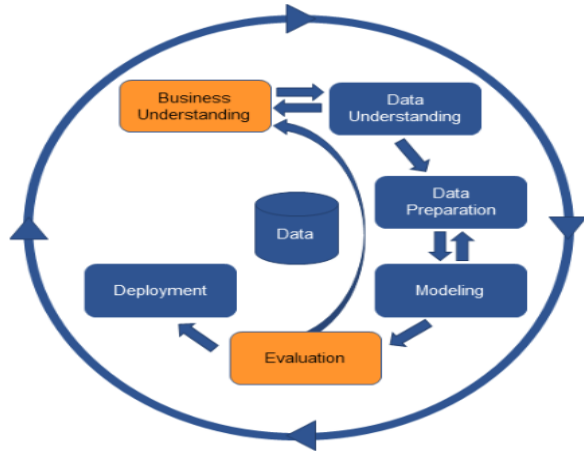 Business
Understanding
Data
Understanding
Data
Preparation
Data
Deployment
Modeling
Evaluation